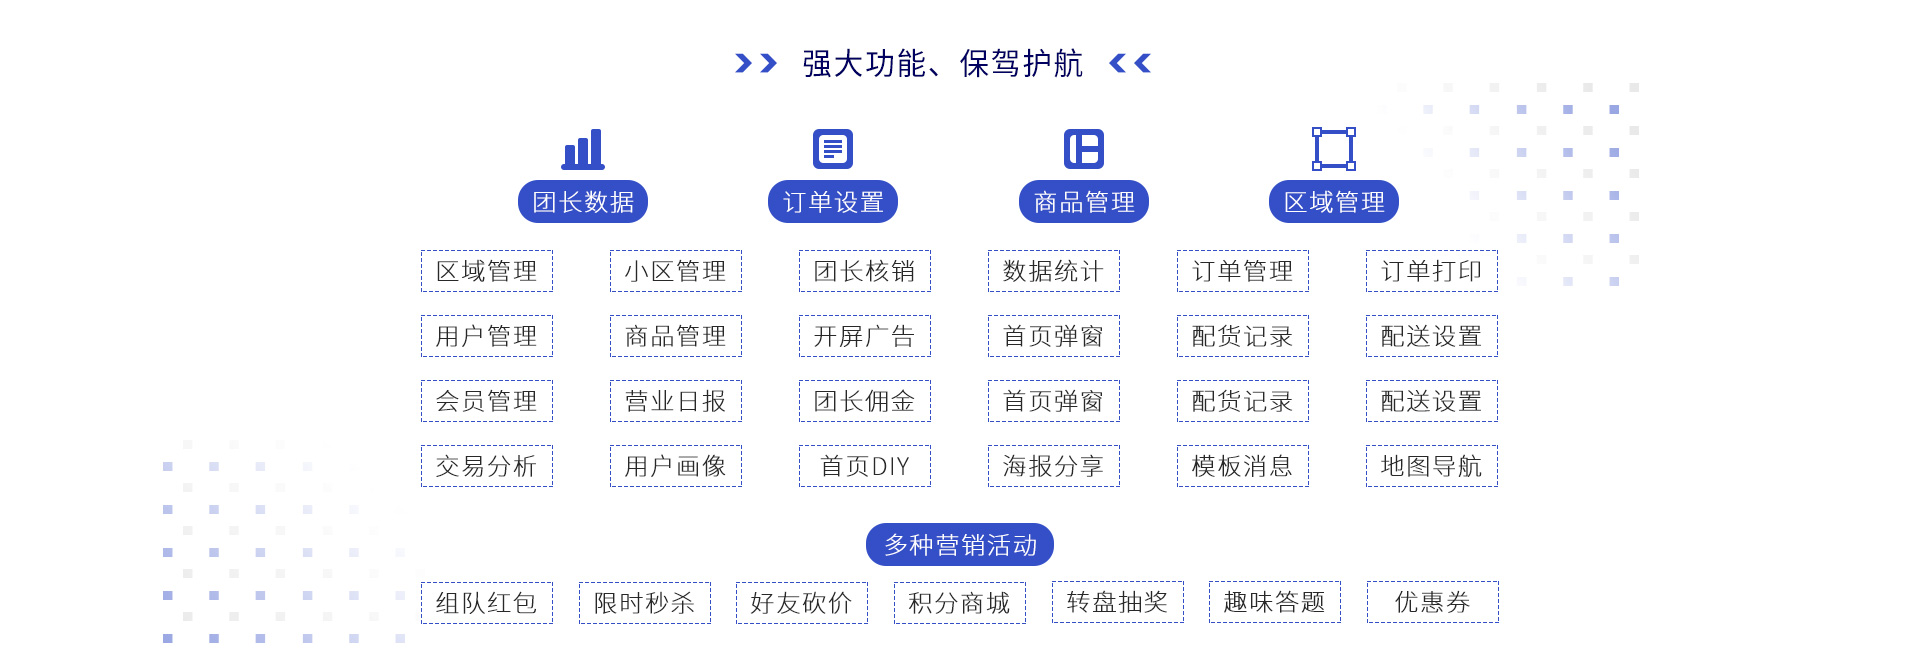 强大功能、保驾护航
团长数据 订单设置 商品管理 区域管理
区域管理 小区管理 团长核销 数据统计 订单管理 订单打印
用户管理 商品管理 开屏广告 首页弹窗 配货记录 配送设置
会员管理 营业日报 团长佣金 首页弹窗 配货记录 配送设置
交易分析 用户画像 首页DIY 海报分享 模板消息 地图导航
多种营销活动
组队红包 限时秒杀 好友砍价 积分商城 转盘抽奖 趣味答题 优惠券